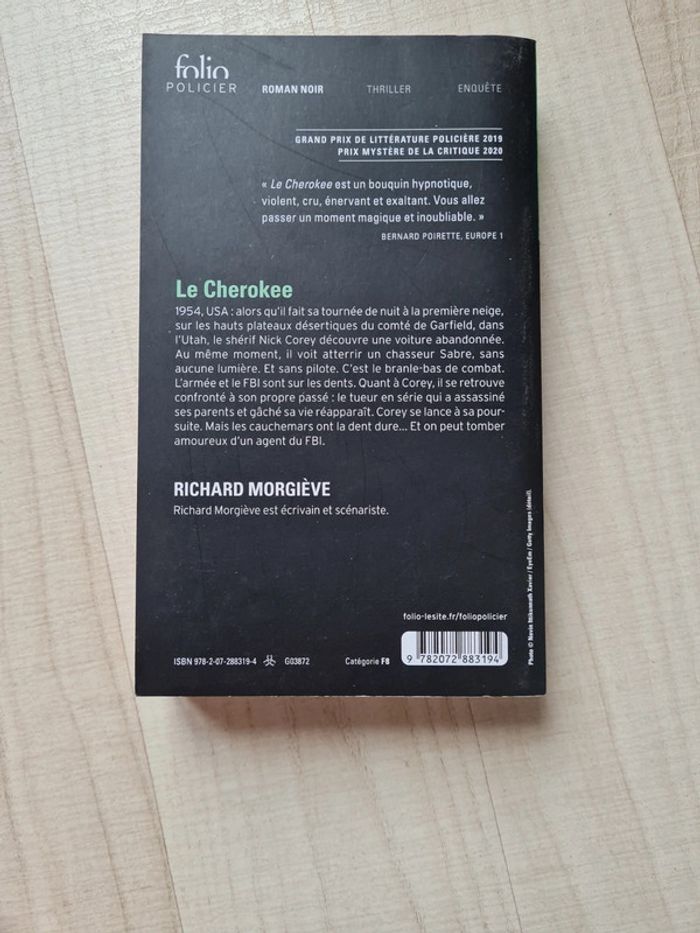 folio
POLICIER
ROMAN NOIR THRILLER ENQUÊTE
GRAND PRIX DE LITTÉRATURE POLICIÈRE 2019
PRIX MYSTÈRE DE LA CRITIQUE 2020
« Le Cherokee est un bouquin hypnotique,
violent, cru, énervant et exaltant. Vous allez
passer un moment magique et inoubliable. »
BERNARD POIRETTE, EUROPE 1
Le Cherokee
1954, USA : alors qu'il fait sa tournée de nuit à la première neige,
sur les hauts plateaux désertiques du comté de Garfield, dans
l'Utah, le shérif Nick Corey découvre une voiture abandonnée.
Au même moment, il voit atterrir un chasseur Sabre, sans
aucune lumière. Et sans pilote. C'est le branle-bas de combat.
L'armée et le FBI sont sur les dents. Quant à Corey, il se retrouve
confronté à son propre passé : le tueur en série qui a assassiné
ses parents et gâché sa vie réapparaît. Corey se lance à sa pour-
suite. Mais les cauchemars ont la dent dure... Et on peut tomber
amoureux d'un agent du FBI.
RICHARD MORGIÈVE
Richard Morgiève est écrivain et scénariste.
folio-lesite.fr/foliopolicier
ISBN 978-2-07-288319-4 G03872 Catégorie F8
9 782072 883194
Photo © Nevin Xavier / EyeEm / Getty Images (détail).